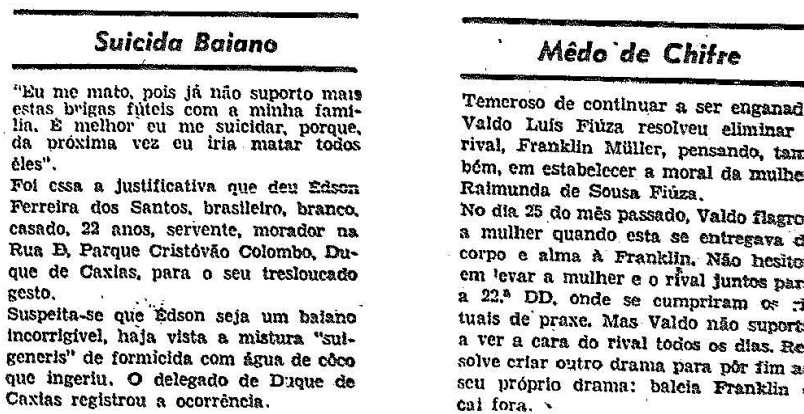 Suicida Baiano
"Eu me mato, pois já não suporto mais
estas brigas fúteis com a minha famí-
lia. É melhor eu me suicidar, porque,
da próxima vez eu iria matar todos
êles".
Foi essa a justificativa que deu Édson
Ferreira dos Santos, brasileiro, branco,
casado, 22 anos, servente, morador na
Rua B, Parque Cristóvão Colombo, Du-
que de Caxias, para o seu tresloucado
gesto.
Suspeita-se que Édson seja um baiano
incorrigível, haja vista a mistura "sui-
generis" de formicida com água de côco
que ingeriu. O delegado de Duque de
Caxias registrou a ocorrência.
Mêdo de Chifre
Temeroso de continuar a ser enganad
Valdo Luís Fiúza resolveu eliminar
rival, Franklin Müller, pensando, tam
bém, em estabelecer a moral da mulhe
Raimunda de Sousa Fiúza.
No dia 25 do mês passado, Valdo flagro
a mulher quando esta se entregava d
corpo e alma à Franklin. Não hesito
em levar a mulher e o rival juntos par
a 22.ª DD, onde se cumpriram os ri
tuais de praxe. Mas Valdo não suport
a ver a cara do rival todos os dias. Re
solve criar outro drama para pôr fim a
seu próprio drama: baleia Franklin
cai fora.